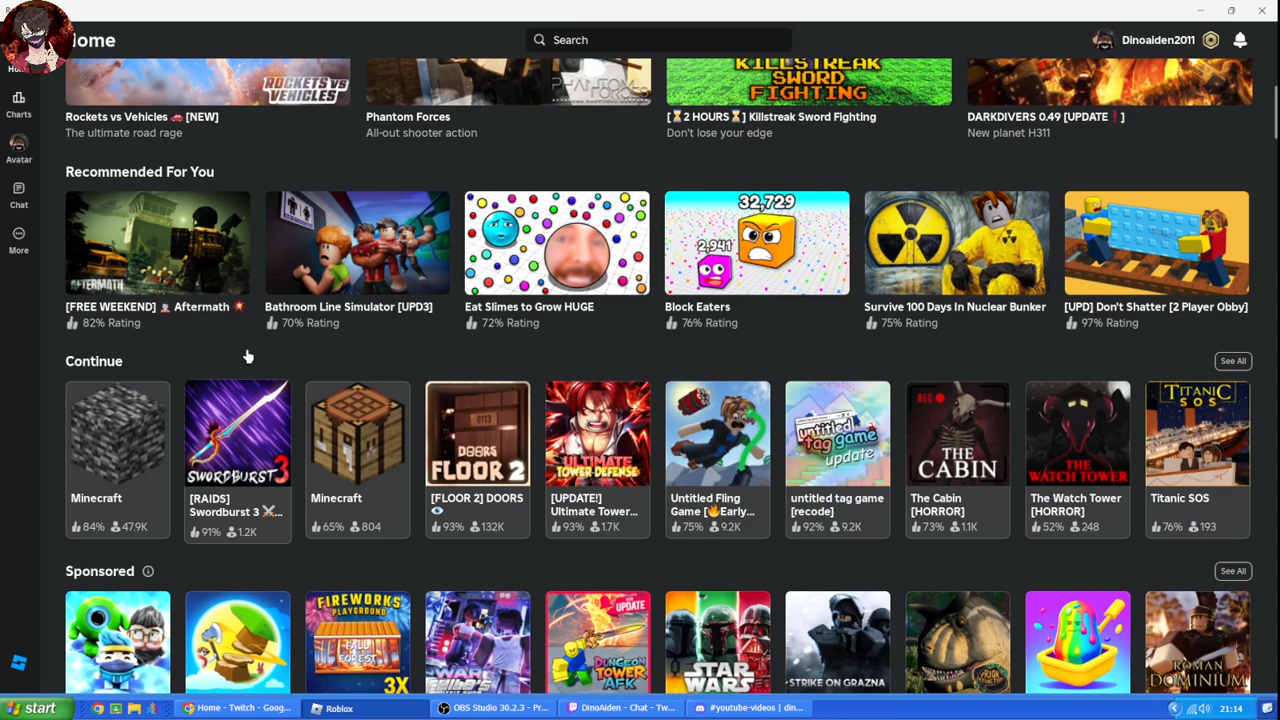 Home
Search
Dinoaiden2011
ROCKETS VS VEHICLES
PHANTOM FORCES
KILLSTREAK
SWORD
FIGHTING
Rockets vs Vehicles 🚗 [NEW]
The ultimate road rage
Phantom Forces
All-out shooter action
[⌛2 HOURS⌛] Killstreak Sword Fighting
Don't lose your edge
DARKDIVERS 0.49 [UPDATE❗]
New planet H311
Charts
Avatar
Chat
More
Recommended For You
AFTERMATH
32,729
2,941
[FREE WEEKEND] Aftermath 💥
82% Rating
Bathroom Line Simulator [UPD3]
70% Rating
Eat Slimes to Grow HUGE
72% Rating
Block Eaters
76% Rating
Survive 100 Days In Nuclear Bunker
75% Rating
[UPD] Don't Shatter [2 Player Obby]
97% Rating
Continue
See All
SWORDBURST 3
0113
DOORS
FLOOR 2
ULTIMATE
TOWER DEFENSE
untitled
tag game
update
REC
THE
CABIN
THE
WATCH TOWER
TITANIC
SOS
Minecraft
84% 47.9K
[RAIDS]
Swordburst 3 ⚔️...
91% 1.2K
Minecraft
65% 804
[FLOOR 2] DOORS
👁️
93% 132K
[UPDATE!]
Ultimate Tower...
93% 1.7K
Untitled Fling
Game [🔥Early...
75% 9.2K
untitled tag game
[recode]
92% 9.2K
The Cabin
[HORROR]
73% 1.1K
The Watch Tower
[HORROR]
52% 248
Titanic SOS
76% 193
Sponsored
See All
FIREWORKS
PLAYGROUND
FALL
FOREST
3X
UPDATE
DUNGEON
TOWER
AFK
STAR
WARS
STRIKE ON GRAZNA
ROMAN
DOMINIUM
start
Home - Twitch - Goog...
Roblox
OBS Studio 30.2.3 - Pr...
DinoAiden - Chat - Tw...
#youtube-videos | din...
21:14